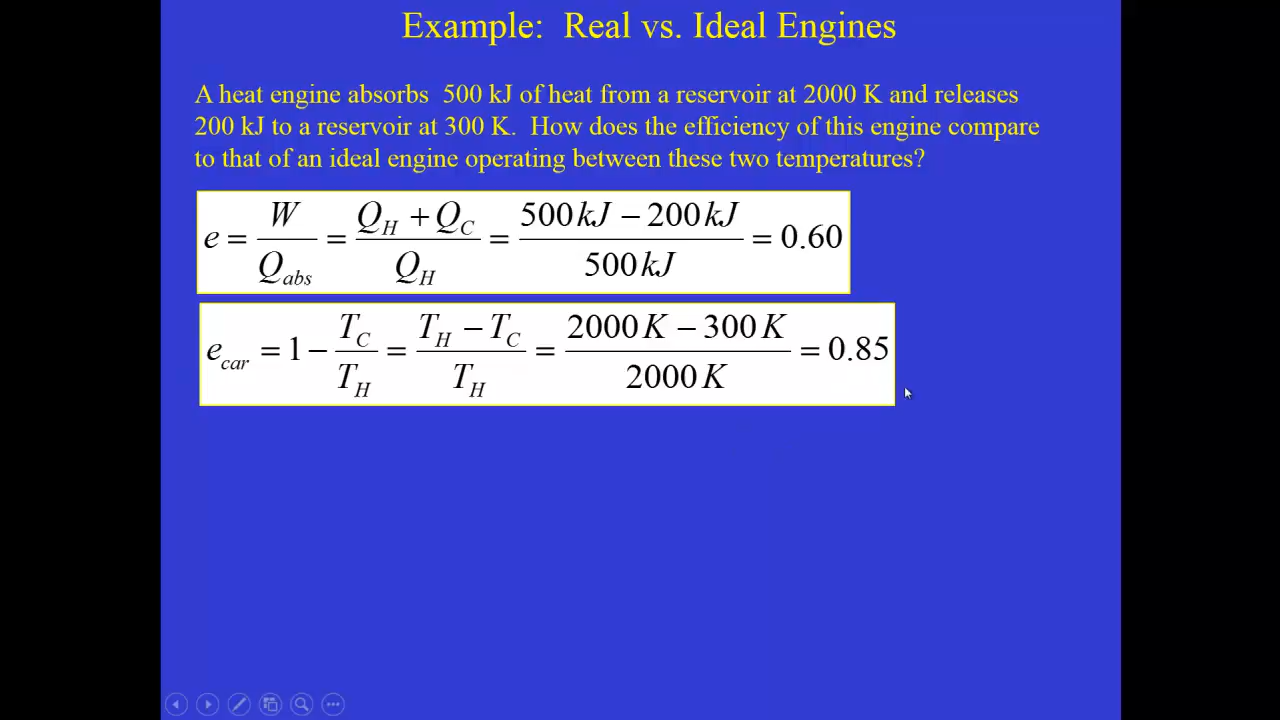 Example: Real vs. Ideal Engines
A heat engine absorbs 500 kJ of heat from a reservoir at 2000 K and releases
200 kJ to a reservoir at 300 K. How does the efficiency of this engine compare
to that of an ideal engine operating between these two temperatures?
e = W/Q_abs = (Q_H + Q_C)/Q_H = (500 kJ − 200 kJ)/(500 kJ) = 0.60
e_car = 1 − T_C/T_H = (T_H − T_C)/T_H = (2000 K − 300 K)/(2000 K) = 0.85